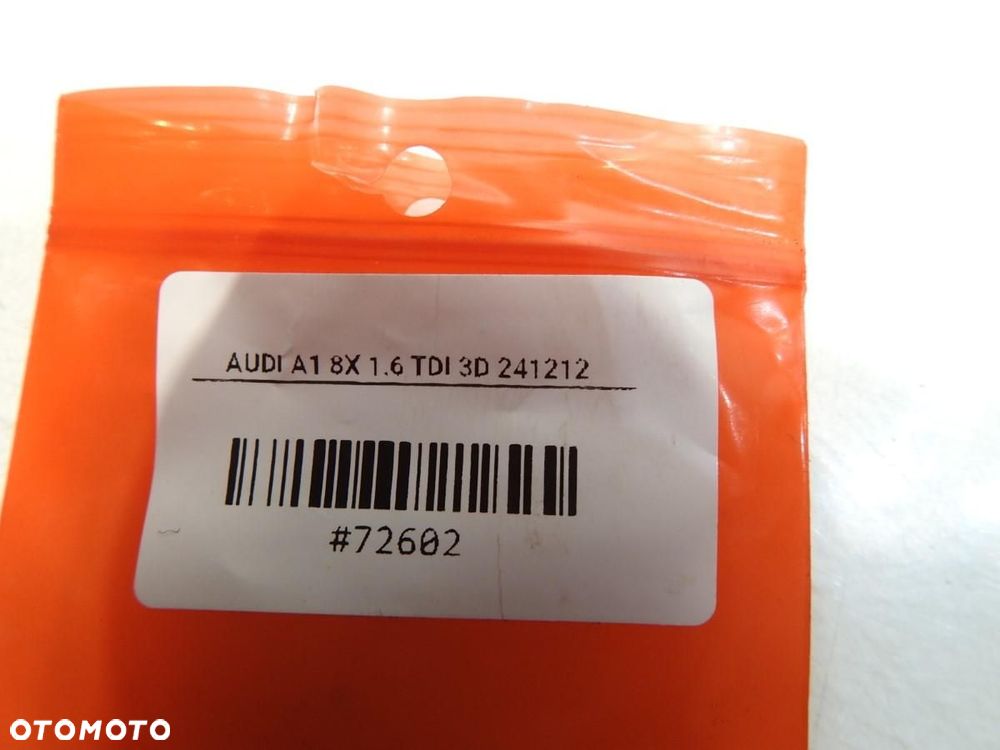 AUDI A1 8X 1.6 TDI 3D 241212
#72602
OTOMOTO